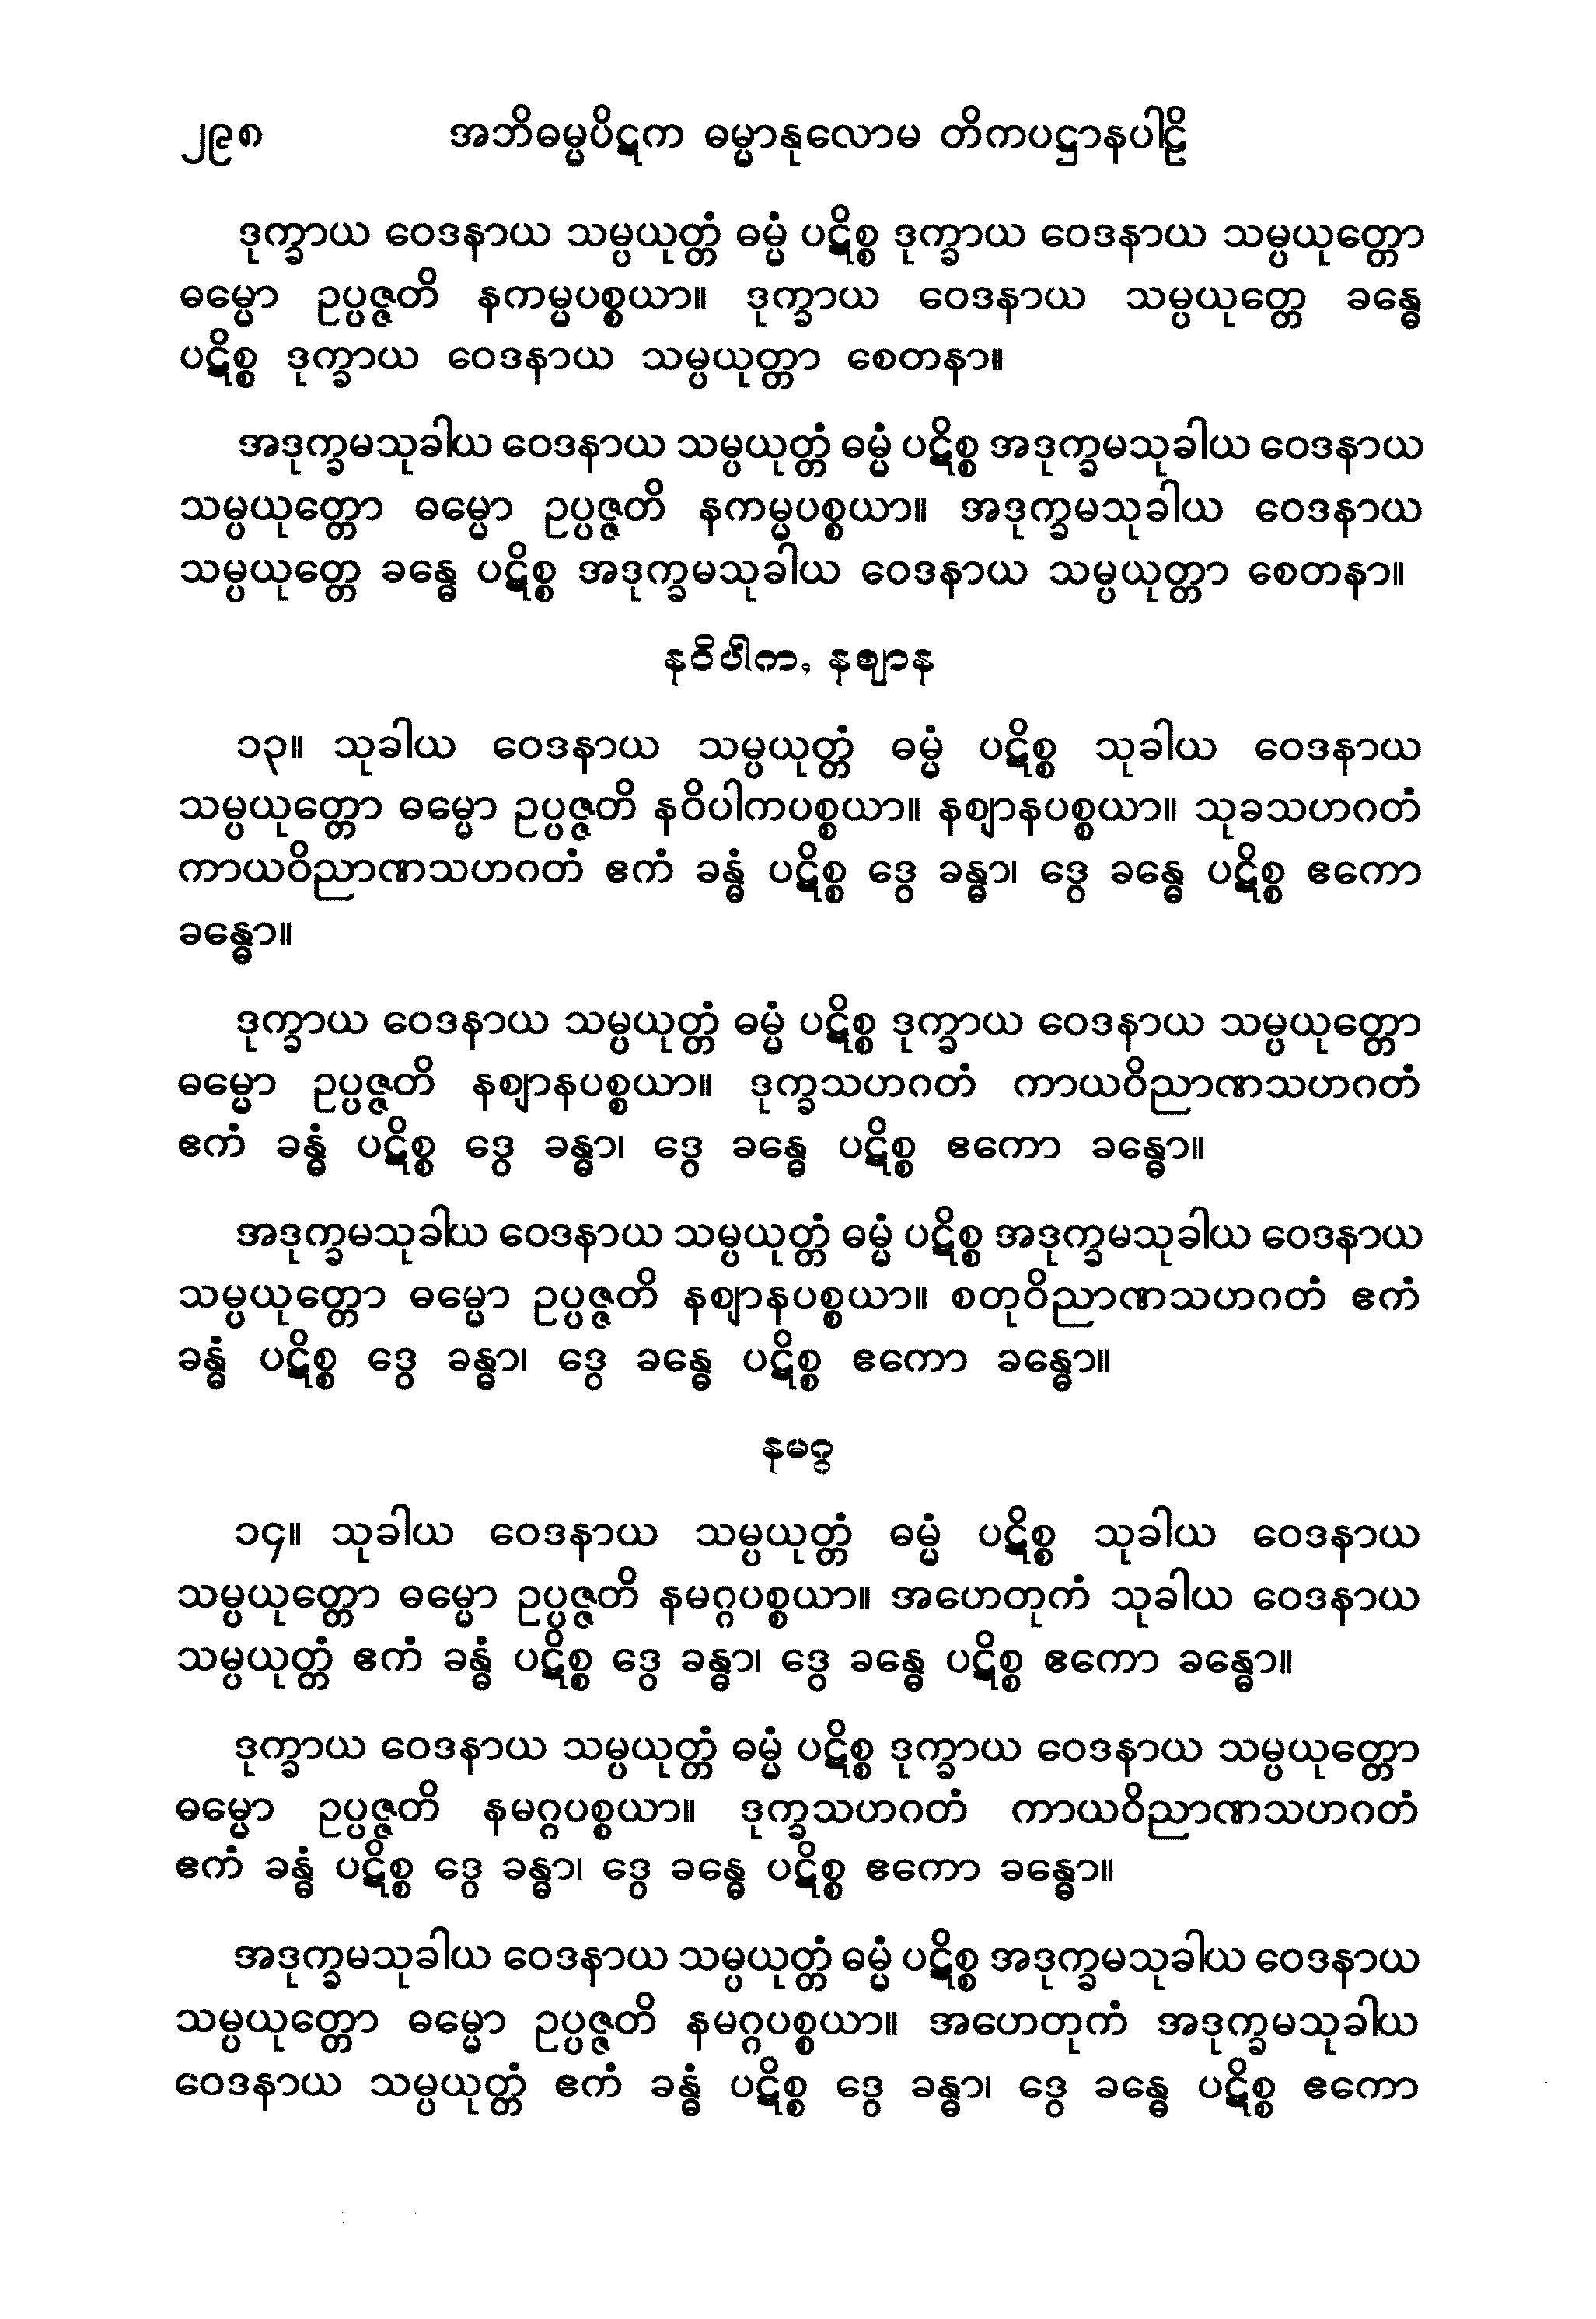 ၂၉၈ အဘိဓမ္မပိဋက ဓမ္မာနုလောမ တိကပဋ္ဌာနပါဠိ
ဒုက္ခာယ ဝေဒနာယ သမ္ပယုတ္တံ ဓမ္မံ ပဋိစ္စ ဒုက္ခာယ ဝေဒနာယ သမ္ပယုတ္တော
ဓမ္မော ဥပ္ပဇ္ဇတိ နကမ္မပစ္စယာ။ ဒုက္ခာယ ဝေဒနာယ သမ္ပယုတ္တေ ခန္ဓေ
ပဋိစ္စ ဒုက္ခာယ ဝေဒနာယ သမ္ပယုတ္တာ စေတနာ။
အဒုက္ခမသုခါယ ဝေဒနာယ သမ္ပယုတ္တံ ဓမ္မံ ပဋိစ္စ အဒုက္ခမသုခါယ ဝေဒနာယ
သမ္ပယုတ္တော ဓမ္မော ဥပ္ပဇ္ဇတိ နကမ္မပစ္စယာ။ အဒုက္ခမသုခါယ ဝေဒနာယ
သမ္ပယုတ္တေ ခန္ဓေ ပဋိစ္စ အဒုက္ခမသုခါယ ဝေဒနာယ သမ္ပယုတ္တာ စေတနာ။
နဝိပါက, နဈာန
၁၃။ သုခါယ ဝေဒနာယ သမ္ပယုတ္တံ ဓမ္မံ ပဋိစ္စ သုခါယ ဝေဒနာယ
သမ္ပယုတ္တော ဓမ္မော ဥပ္ပဇ္ဇတိ နဝိပါကပစ္စယာ။ နဈာနပစ္စယာ။ သုခသဟဂတံ
ကာယဝိညာဏသဟဂတံ ဧကံ ခန္ဓံ ပဋိစ္စ ဒွေ ခန္ဓာ၊ ဒွေ ခန္ဓေ ပဋိစ္စ ဧကော
ခန္ဓော။
ဒုက္ခာယ ဝေဒနာယ သမ္ပယုတ္တံ ဓမ္မံ ပဋိစ္စ ဒုက္ခာယ ဝေဒနာယ သမ္ပယုတ္တော
ဓမ္မော ဥပ္ပဇ္ဇတိ နဈာနပစ္စယာ။ ဒုက္ခသဟဂတံ ကာယဝိညာဏသဟဂတံ
ဧကံ ခန္ဓံ ပဋိစ္စ ဒွေ ခန္ဓာ၊ ဒွေ ခန္ဓေ ပဋိစ္စ ဧကော ခန္ဓော။
အဒုက္ခမသုခါယ ဝေဒနာယ သမ္ပယုတ္တံ ဓမ္မံ ပဋိစ္စ အဒုက္ခမသုခါယ ဝေဒနာယ
သမ္ပယုတ္တော ဓမ္မော ဥပ္ပဇ္ဇတိ နဈာနပစ္စယာ။ စတုဝိညာဏသဟဂတံ ဧကံ
ခန္ဓံ ပဋိစ္စ ဒွေ ခန္ဓာ၊ ဒွေ ခန္ဓေ ပဋိစ္စ ဧကော ခန္ဓော။
နမဂ္ဂ
၁၄။ သုခါယ ဝေဒနာယ သမ္ပယုတ္တံ ဓမ္မံ ပဋိစ္စ သုခါယ ဝေဒနာယ
သမ္ပယုတ္တော ဓမ္မော ဥပ္ပဇ္ဇတိ နမဂ္ဂပစ္စယာ။ အဟေတုကံ သုခါယ ဝေဒနာယ
သမ္ပယုတ္တံ ဧကံ ခန္ဓံ ပဋိစ္စ ဒွေ ခန္ဓာ၊ ဒွေ ခန္ဓေ ပဋိစ္စ ဧကော ခန္ဓော။
ဒုက္ခာယ ဝေဒနာယ သမ္ပယုတ္တံ ဓမ္မံ ပဋိစ္စ ဒုက္ခာယ ဝေဒနာယ သမ္ပယုတ္တော
ဓမ္မော ဥပ္ပဇ္ဇတိ နမဂ္ဂပစ္စယာ။ ဒုက္ခသဟဂတံ ကာယဝိညာဏသဟဂတံ
ဧကံ ခန္ဓံ ပဋိစ္စ ဒွေ ခန္ဓာ၊ ဒွေ ခန္ဓေ ပဋိစ္စ ဧကော ခန္ဓော။
အဒုက္ခမသုခါယ ဝေဒနာယ သမ္ပယုတ္တံ ဓမ္မံ ပဋိစ္စ အဒုက္ခမသုခါယ ဝေဒနာယ
သမ္ပယုတ္တော ဓမ္မော ဥပ္ပဇ္ဇတိ နမဂ္ဂပစ္စယာ။ အဟေတုကံ အဒုက္ခမသုခါယ
ဝေဒနာယ သမ္ပယုတ္တံ ဧကံ ခန္ဓံ ပဋိစ္စ ဒွေ ခန္ဓာ၊ ဒွေ ခန္ဓေ ပဋိစ္စ ဧကော